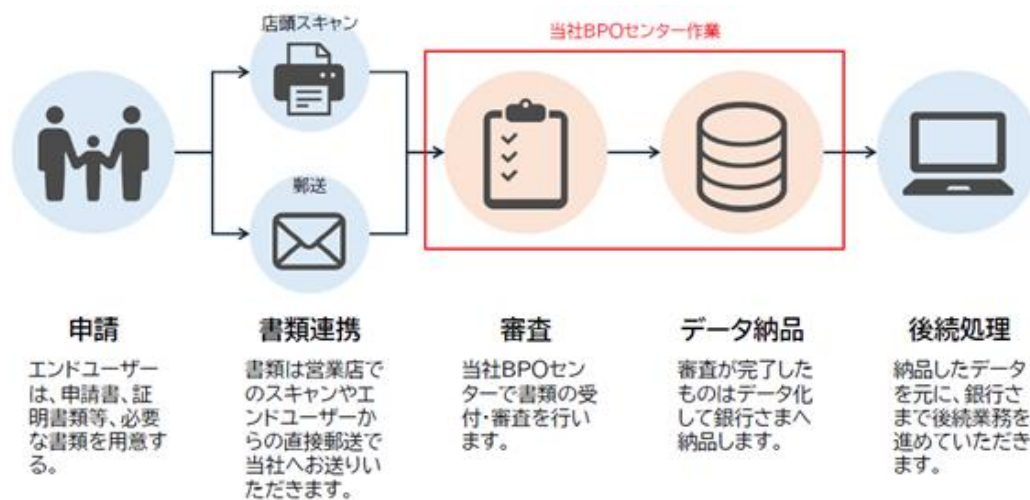 店頭スキャン
当社BPOセンター作業
郵送
申請
エンドユーザー
は、申請書、証
明書類等、必要
な書類を用意す
る。
書類連携
書類は営業店で
のスキャンやエ
ンドユーザーか
らの直接郵送で
当社へお送りい
ただきます。
審査
当社BPOセン
ターで書類の受
付・審査を行い
ます。
データ納品
審査が完了した
ものはデータ化
して銀行さまへ
納品します。
後続処理
納品したデータ
を元に、銀行さ
まで後続業務を
進めていただき
ます。